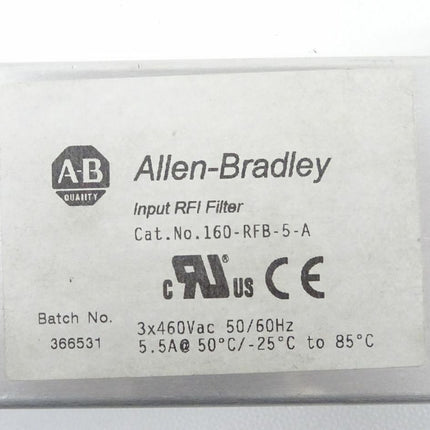 A-B
QUALITY
Allen-Bradley
Input RFI Filter
Cat.No.160-RFB-5-A
c RU US CE
Batch No.
366531
3x460Vac 50/60Hz
5.5A@ 50°C/-25°C to 85°C